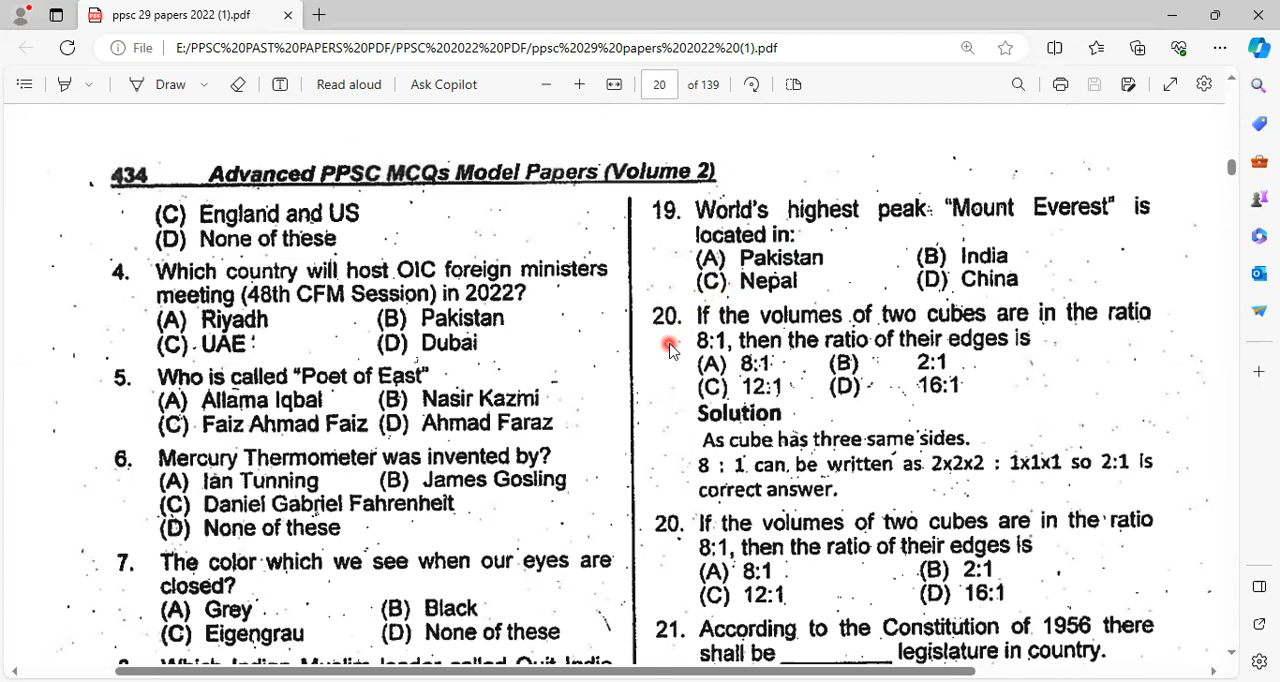 ppsc 29 papers 2022 (1).pdf
File E:/PPSC%20PAST%20PAPERS%20PDF/PPSC%202022%20PDF/ppsc%2029%20papers%202022%20(1).pdf
Draw Read aloud Ask Copilot 20 of 139
434 Advanced PPSC MCQs Model Papers (Volume 2)
(C) England and US
(D) None of these
4. Which country will host OIC foreign ministers
meeting (48th CFM Session) in 2022?
(A) Riyadh (B) Pakistan
(C) UAE (D) Dubai
5. Who is called "Poet of East"
(A) Allama Iqbal (B) Nasir Kazmi
(C) Faiz Ahmad Faiz (D) Ahmad Faraz
6. Mercury Thermometer was invented by?
(A) Ian Tunning (B) James Gosling
(C) Daniel Gabriel Fahrenheit
(D) None of these
7. The color which we see when our eyes are
closed?
(A) Grey (B) Black
(C) Eigengrau (D) None of these
Which Indian Muslim leader called Quit India
19. World's highest peak "Mount Everest" is
located in:
(A) Pakistan (B) India
(C) Nepal (D) China
20. If the volumes of two cubes are in the ratio
8:1, then the ratio of their edges is
(A) 8:1 (B) 2:1
(C) 12:1 (D) 16:1
Solution
As cube has three same sides.
8 : 1 can be written as 2x2x2 : 1x1x1 so 2:1 is
correct answer.
20. If the volumes of two cubes are in the ratio
8:1, then the ratio of their edges is
(A) 8:1 (B) 2:1
(C) 12:1 (D) 16:1
21. According to the Constitution of 1956 there
shall be ________ legislature in country.